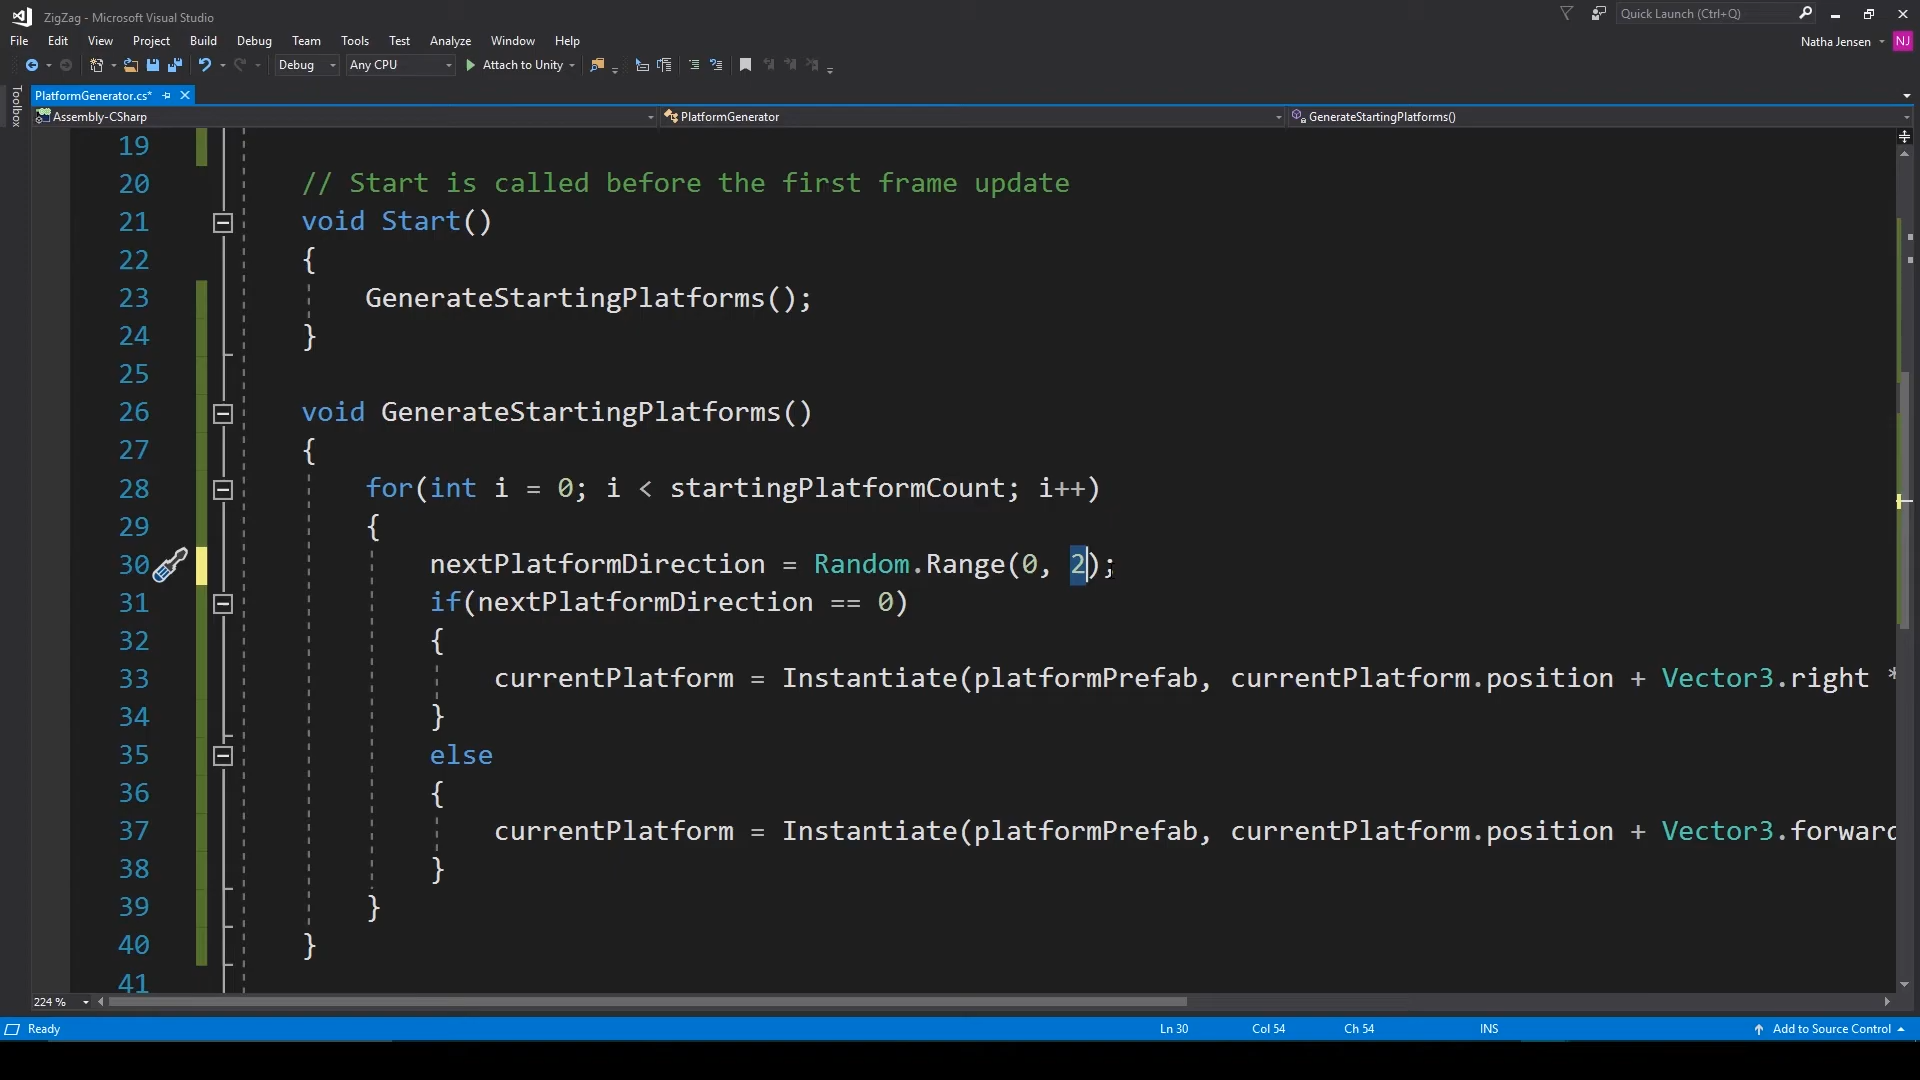 ZigZag - Microsoft Visual Studio
Quick Launch (Ctrl+Q)
File Edit View Project Build Debug Team Tools Test Analyze Window Help
Natha Jensen NJ
Debug Any CPU Attach to Unity
Toolbox
PlatformGenerator.cs*
Assembly-CSharp PlatformGenerator GenerateStartingPlatforms()
19
20 // Start is called before the first frame update
21 void Start()
22 {
23 GenerateStartingPlatforms();
24 }
25
26 void GenerateStartingPlatforms()
27 {
28 for(int i = 0; i < startingPlatformCount; i++)
29 {
30 nextPlatformDirection = Random.Range(0, 2);
31 if(nextPlatformDirection == 0)
32 {
33 currentPlatform = Instantiate(platformPrefab, currentPlatform.position + Vector3.right *
34 }
35 else
36 {
37 currentPlatform = Instantiate(platformPrefab, currentPlatform.position + Vector3.forward
38 }
39 }
40 }
41
224 %
Ready Ln 30 Col 54 Ch 54 INS Add to Source Control